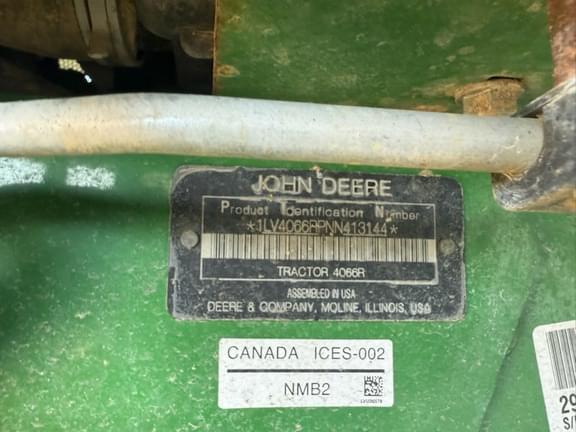 JOHN DEERE
Product Identification Number
*1LV4066RPNN413144*
TRACTOR 4066R
ASSEMBLED IN USA
DEERE & COMPANY, MOLINE, ILLINOIS, USA
CANADA ICES-002
NMB2
29
S/